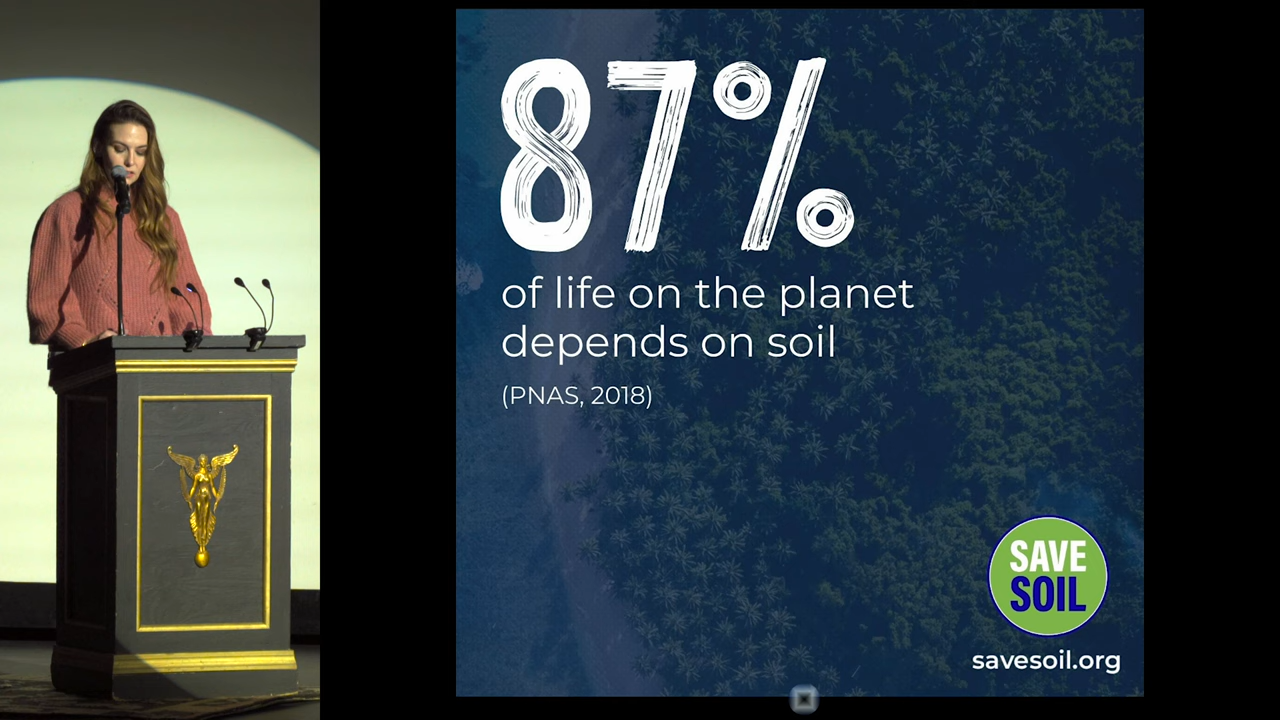 87%
of life on the planet
depends on soil
(PNAS, 2018)
SAVE
SOIL
savesoil.org